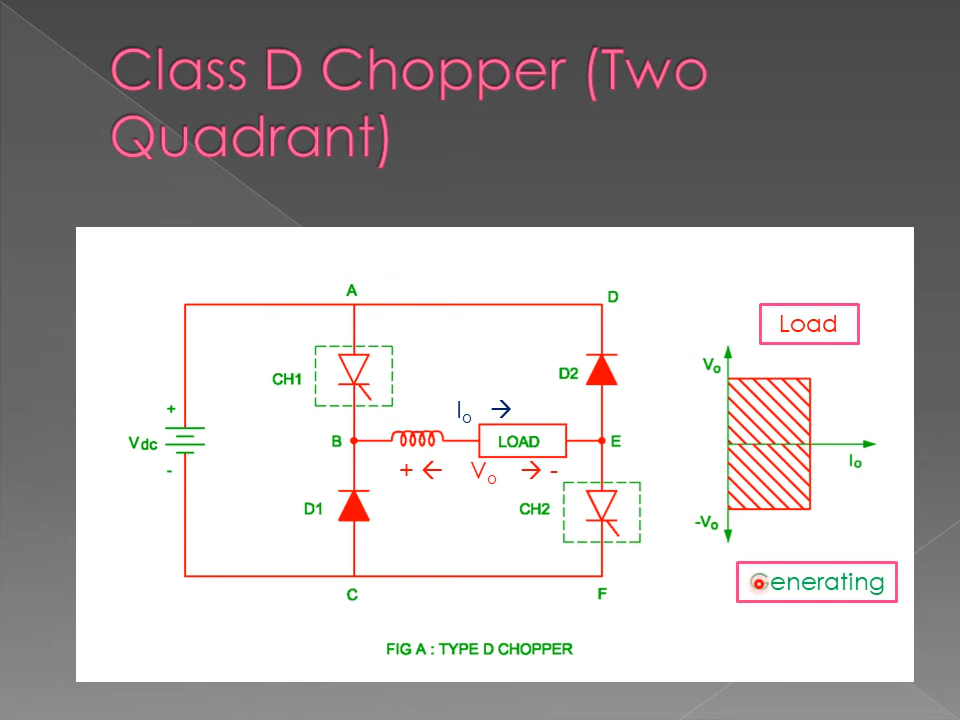 Class D Chopper (Two
Quadrant)
A
D
Load
CH1
D2
Vo
Io →
+
Vdc
-
B
LOAD
E
Io
+ ← Vo → -
D1
CH2
-Vo
C
F
Generating
FIG A : TYPE D CHOPPER